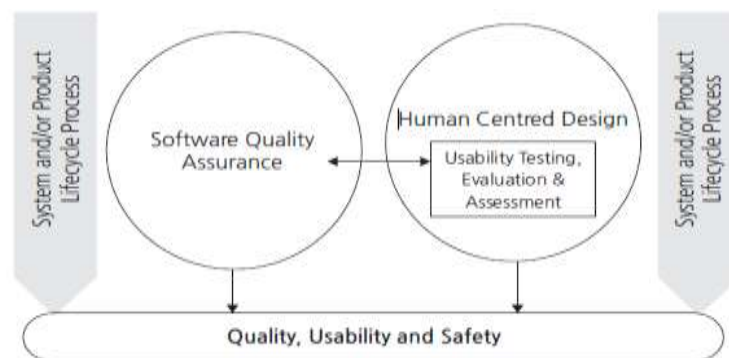 System and/or Product
Lifecycle Process
Software Quality
Assurance
Human Centred Design
Usability Testing,
Evaluation &
Assessment
System and/or Product
Lifecycle Process
Quality, Usability and Safety